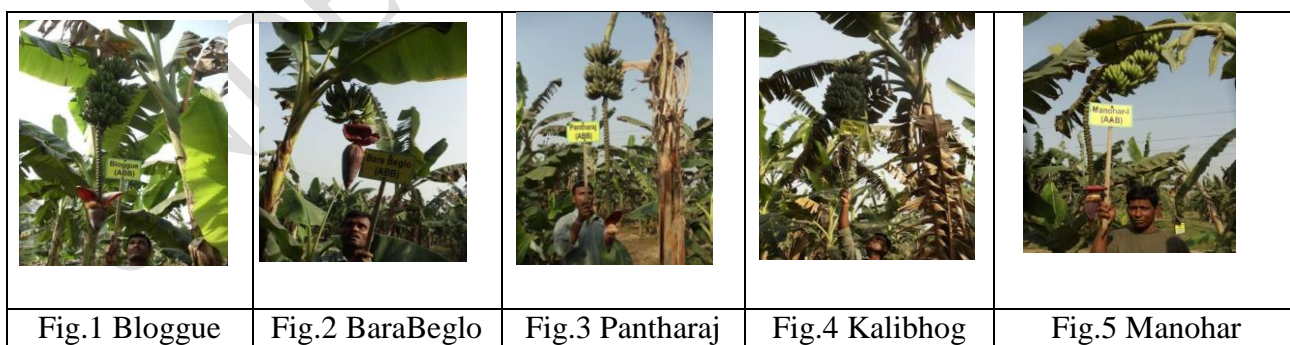 Bloggue
(ABB)
Bara Beglo
(ABB)
Pantharaj
(ABB)
Manohar-I
(AAB)
Fig.1 Bloggue
Fig.2 BaraBeglo
Fig.3 Pantharaj
Fig.4 Kalibhog
Fig.5 Manohar